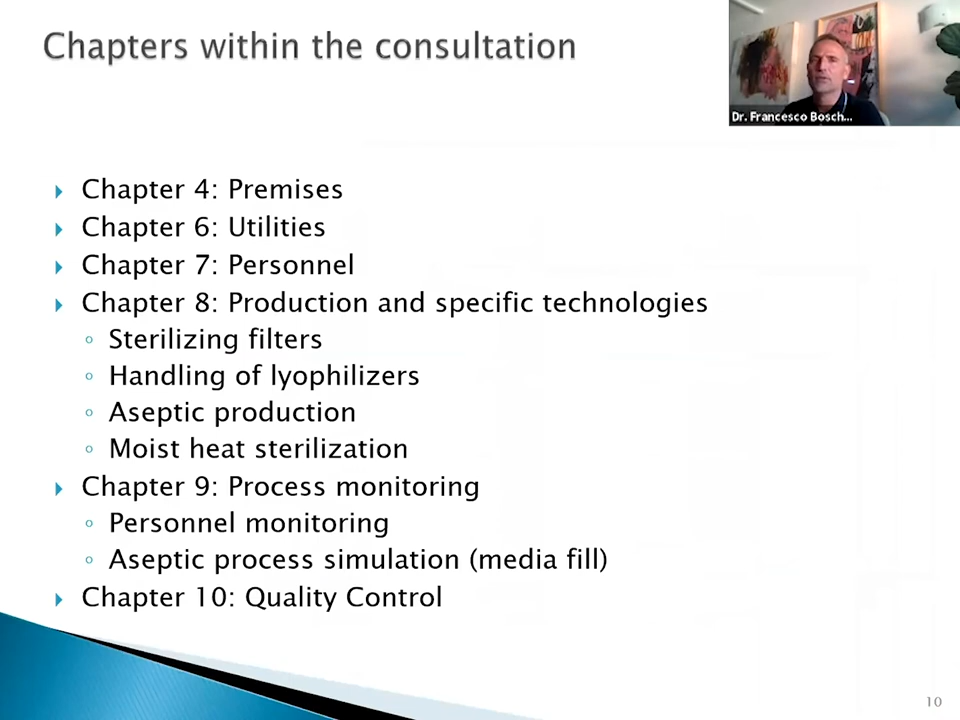 Chapters within the consultation
Dr. Francesco Bosch...
Chapter 4: Premises
Chapter 6: Utilities
Chapter 7: Personnel
Chapter 8: Production and specific technologies
Sterilizing filters
Handling of lyophilizers
Aseptic production
Moist heat sterilization
Chapter 9: Process monitoring
Personnel monitoring
Aseptic process simulation (media fill)
Chapter 10: Quality Control
10